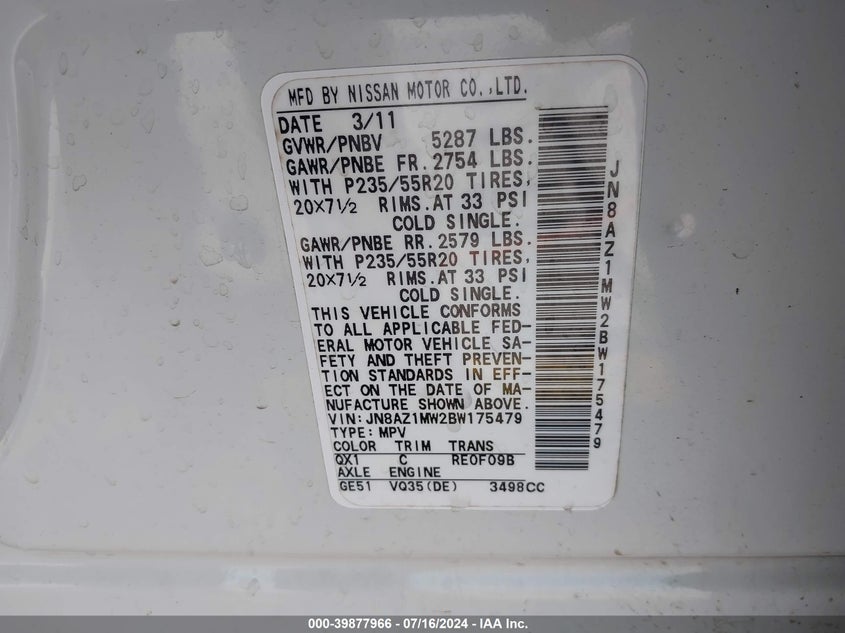 MFD BY NISSAN MOTOR CO.,LTD.
DATE 3/11
GVWR/PNBV 5287 LBS.
GAWR/PNBE FR. 2754 LBS.
WITH P235/55R20 TIRES,
20×7½ RIMS. AT 33 PSI
COLD SINGLE.
GAWR/PNBE RR. 2579 LBS.
WITH P235/55R20 TIRES,
20×7½ RIMS. AT 33 PSI
COLD SINGLE.
THIS VEHICLE CONFORMS
TO ALL APPLICABLE FED-
ERAL MOTOR VEHICLE SA-
FETY AND THEFT PREVEN-
TION STANDARDS IN EFF-
ECT ON THE DATE OF MA-
NUFACTURE SHOWN ABOVE.
VIN:JN8AZ1MW2BW175479
TYPE:MPV
COLOR TRIM TRANS
QX1 C RE0F09B
AXLE ENGINE
GE51 VQ35(DE) 3498CC
JN8AZ1MW2BW175479
000-39877966 - 07/16/2024 - IAA Inc.